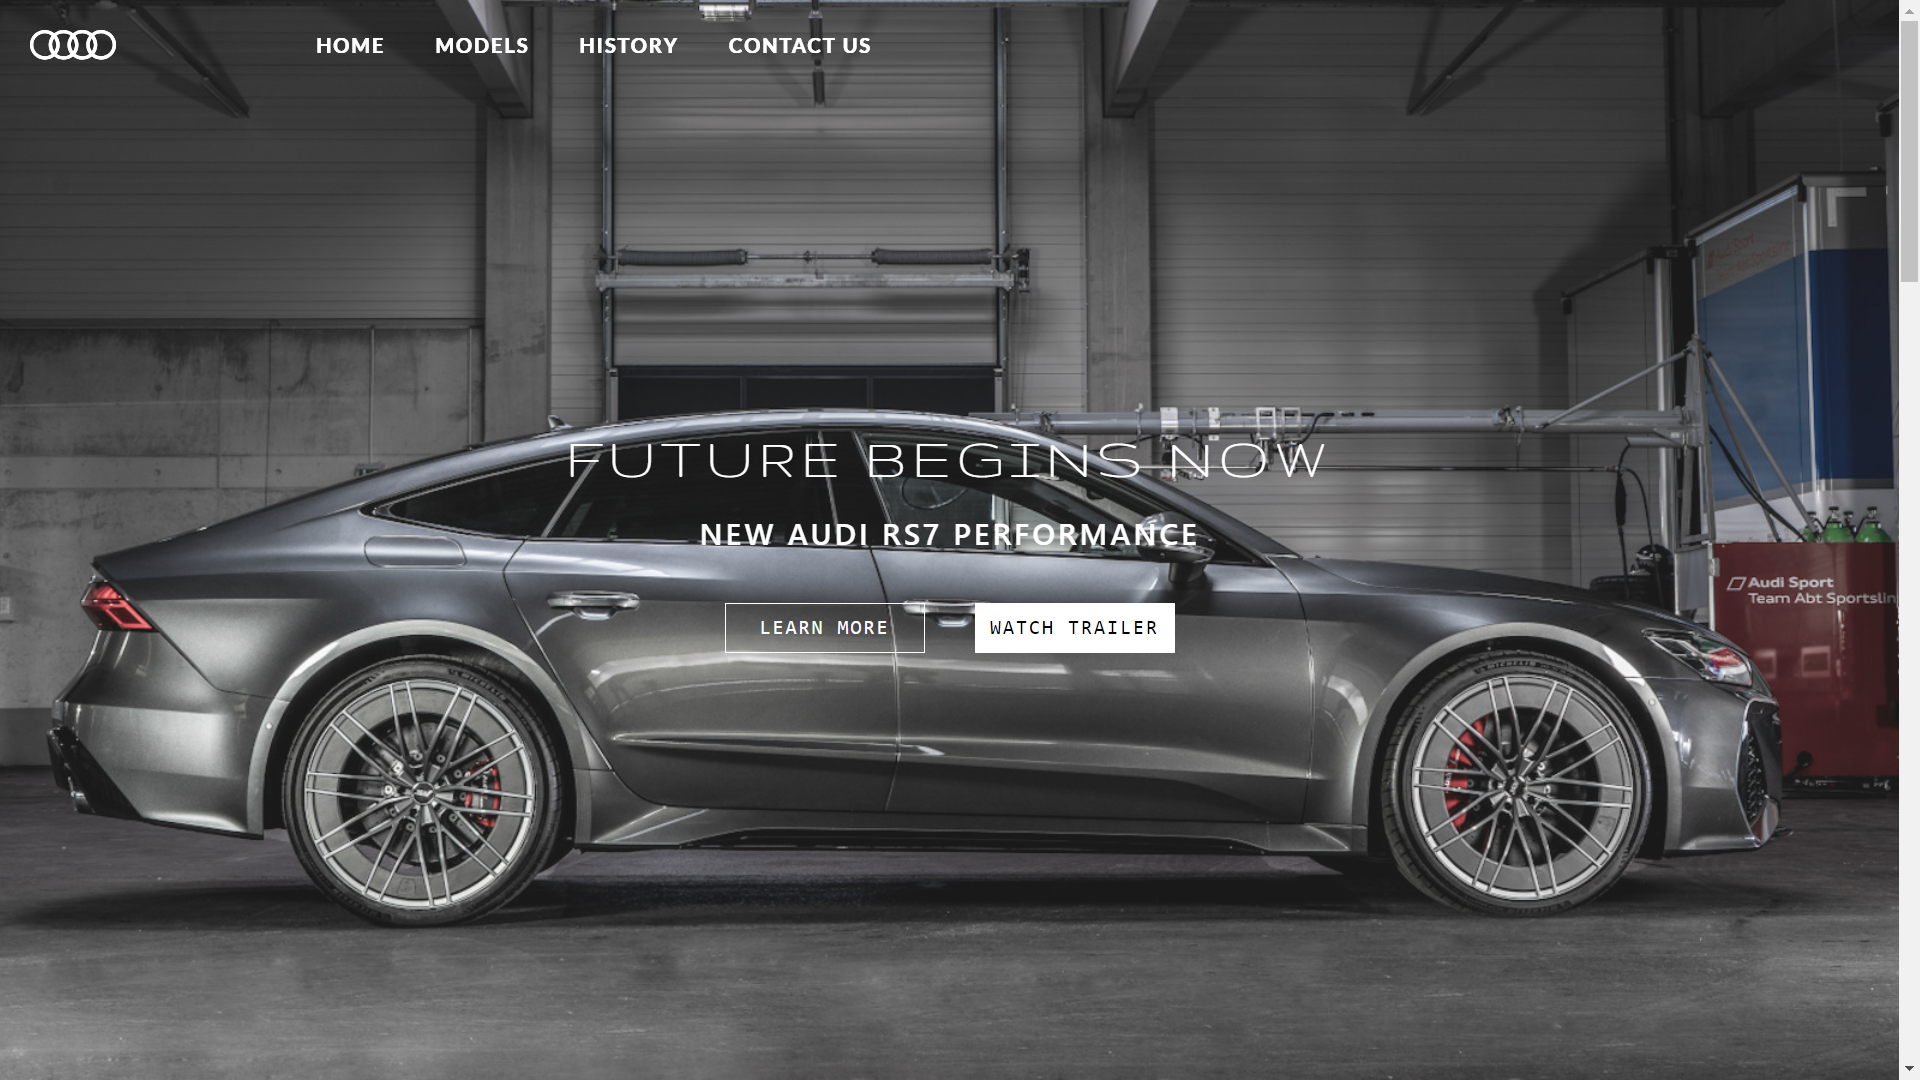 HOME MODELS HISTORY CONTACT US
FUTURE BEGINS NOW
NEW AUDI RS7 PERFORMANCE
LEARN MORE WATCH TRAILER
Audi Sport
Team Abt Sportslin